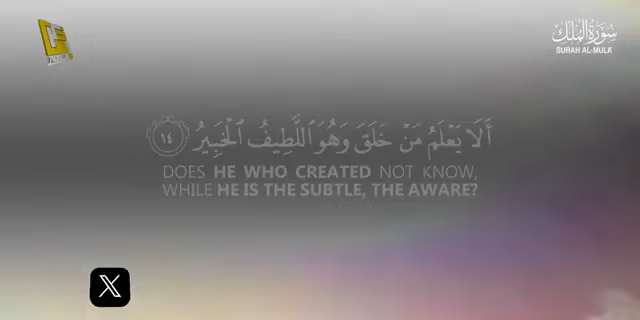 سُورَةُ المُلْكِ
SURAH AL-MULK
أَلَا يَعْلَمُ مَنْ خَلَقَ وَهُوَ ٱللَّطِيفُ ٱلْخَبِيرُ ١٤
DOES HE WHO CREATED NOT KNOW,
WHILE HE IS THE SUBTLE, THE AWARE?
X